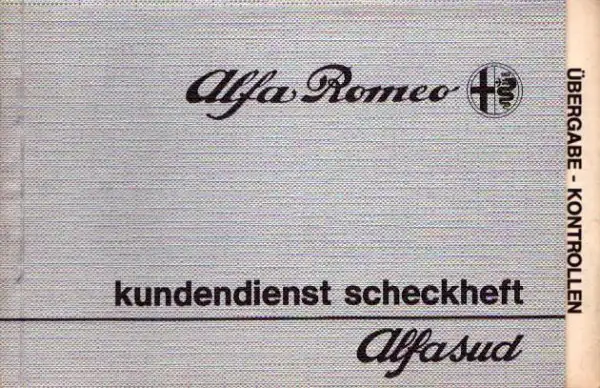 Alfa Romeo
kundendienst scheckheft
Alfasud
ÜBERGABE - KONTROLLEN